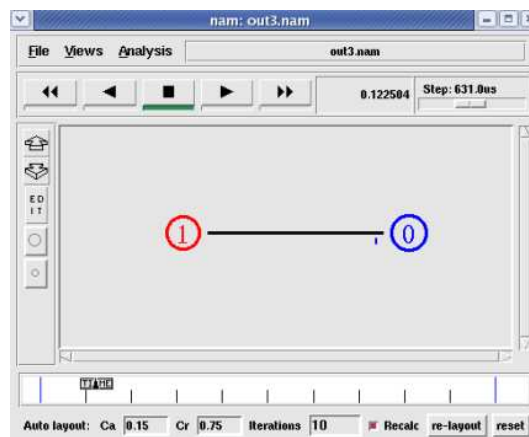 nam: out3.nam
File Views Analysis out3.nam
0.122504 Step: 631.0us
ED
IT
1 0
TIME
Auto layout: Ca 0.15 Cr 0.75 Iterations 10 Recalc re-layout reset